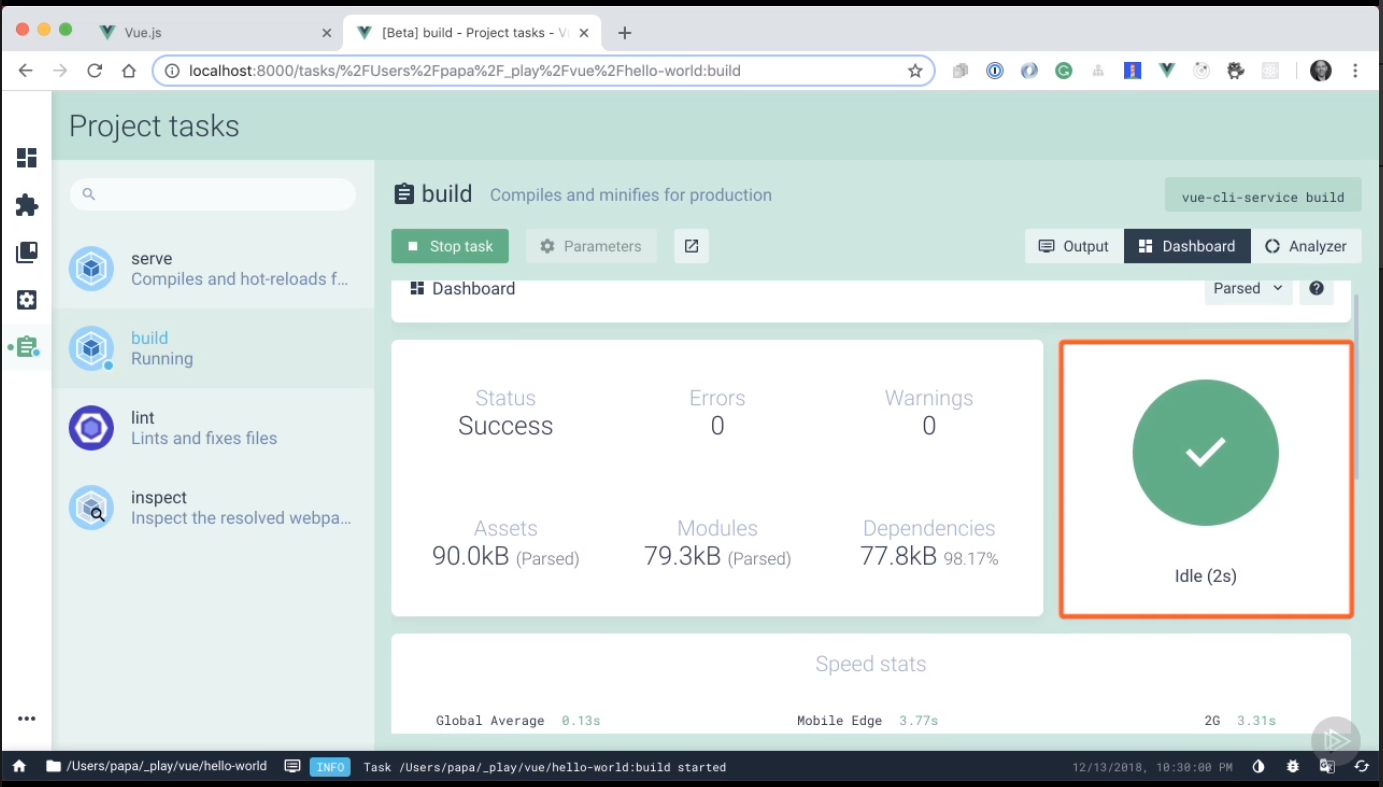 Vue.js
[Beta] build - Project tasks - V
localhost:8000/tasks/%2FUsers%2Fpapa%2F_play%2Fvue%2Fhello-world:build
Project tasks
build Compiles and minifies for production
vue-cli-service build
Stop task
Parameters
Output
Dashboard
Analyzer
serve
Compiles and hot-reloads f...
build
Running
lint
Lints and fixes files
inspect
Inspect the resolved webpa...
Dashboard
Parsed
Status
Success
Errors
0
Warnings
0
Assets
90.0kB (Parsed)
Modules
79.3kB (Parsed)
Dependencies
77.8kB 98.17%
Idle (2s)
Speed stats
Global Average 0.13s
Mobile Edge 3.77s
2G 3.31s
/Users/papa/_play/vue/hello-world
INFO
Task /Users/papa/_play/vue/hello-world:build started
12/13/2018, 10:30:00 PM